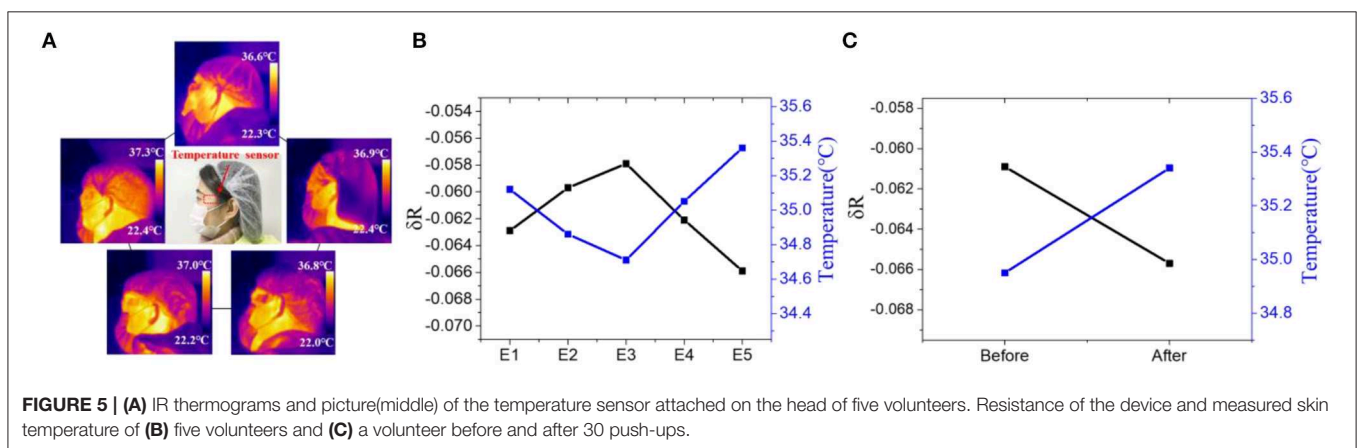 A
36.6°C
22.3°C
37.3°C
22.4°C
Temperature sensor
36.9°C
22.4°C
37.0°C
22.2°C
36.8°C
22.0°C
B
δR
-0.054
-0.056
-0.058
-0.060
-0.062
-0.064
-0.066
-0.068
-0.070
E1 E2 E3 E4 E5
35.6
35.4
35.2
35.0
34.8
34.6
34.4
Temperature(°C)
C
δR
-0.058
-0.060
-0.062
-0.064
-0.066
-0.068
Before After
35.6
35.4
35.2
35.0
34.8
Temperature(°C)
FIGURE 5 | (A) IR thermograms and picture(middle) of the temperature sensor attached on the head of five volunteers. Resistance of the device and measured skin
temperature of (B) five volunteers and (C) a volunteer before and after 30 push-ups.